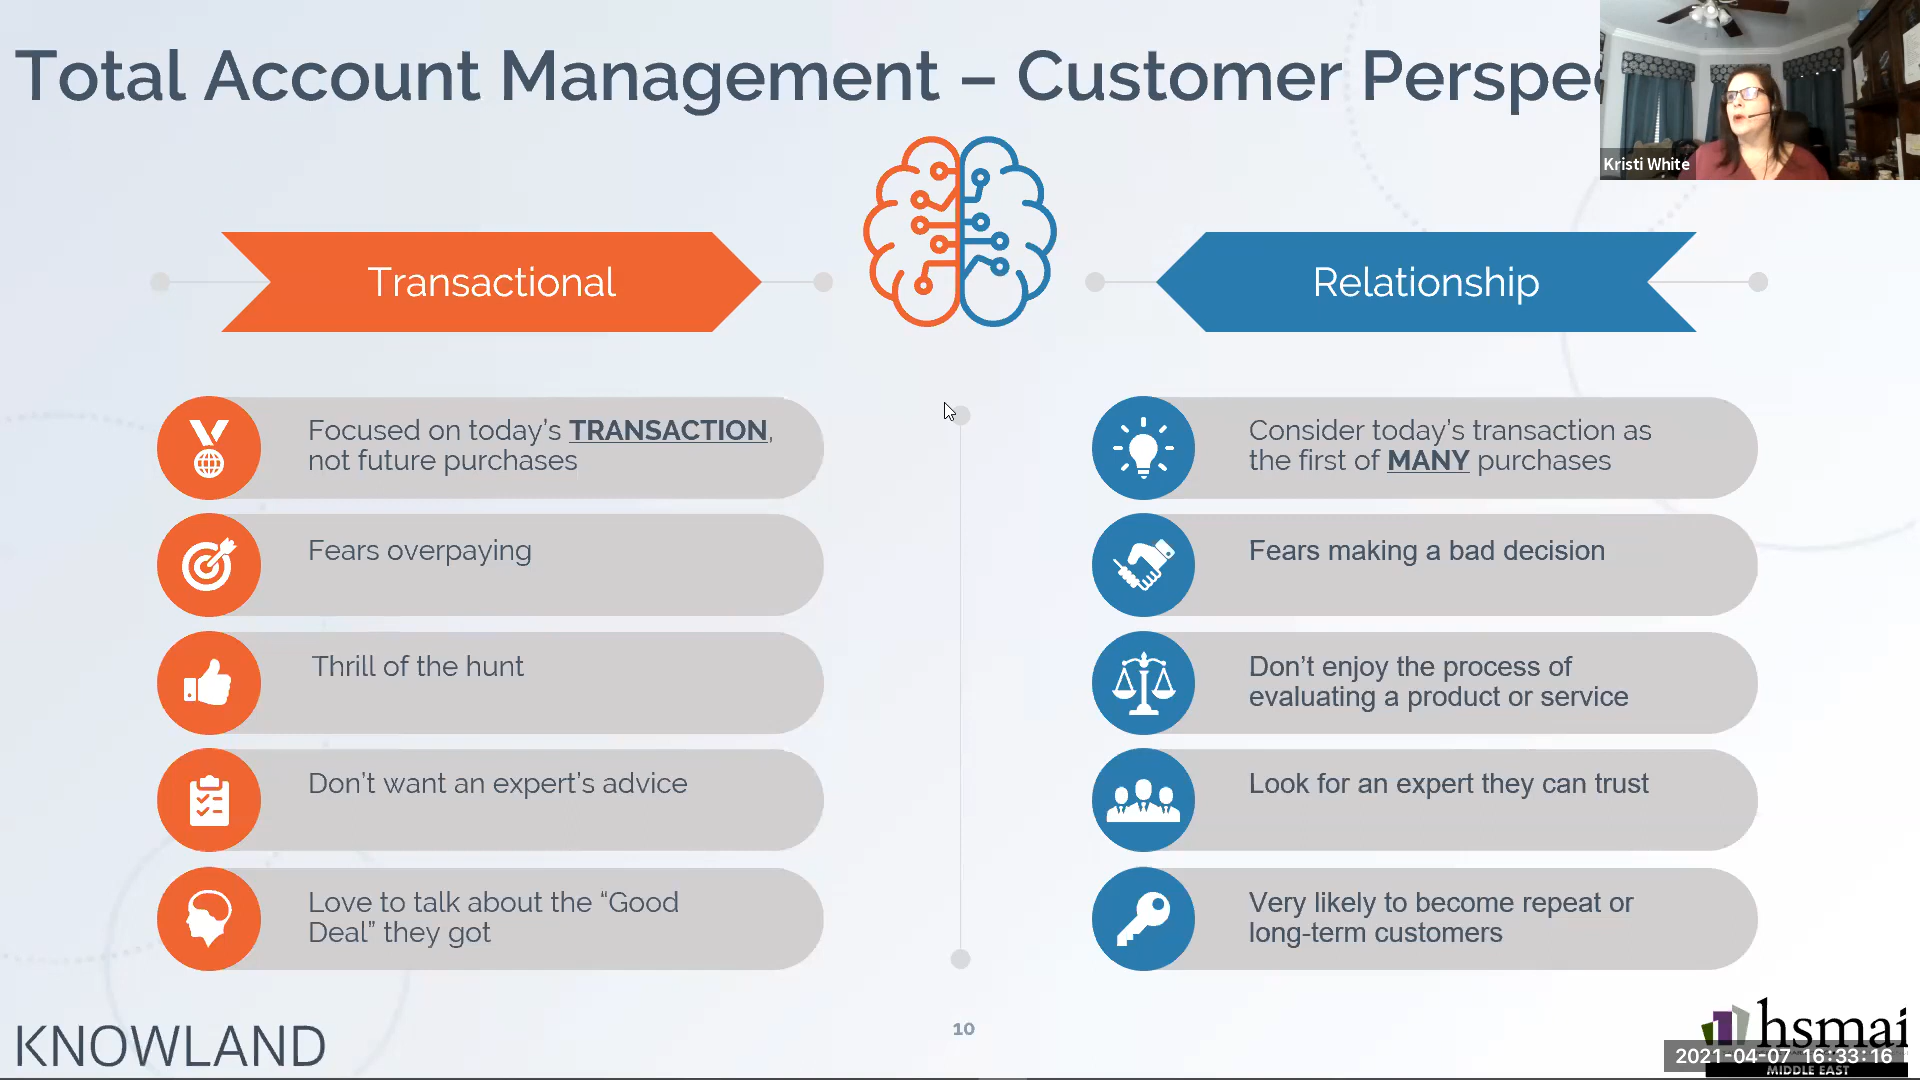 Total Account Management – Customer Perspe
Kristi White
Transactional
Relationship
Focused on today's TRANSACTION,
not future purchases
Fears overpaying
Thrill of the hunt
Don't want an expert's advice
Love to talk about the “Good
Deal” they got
Consider today's transaction as
the first of MANY purchases
Fears making a bad decision
Don't enjoy the process of
evaluating a product or service
Look for an expert they can trust
Very likely to become repeat or
long-term customers
KNOWLAND
10
hsmai
2021-04-07 16:33:16
MIDDLE EAST